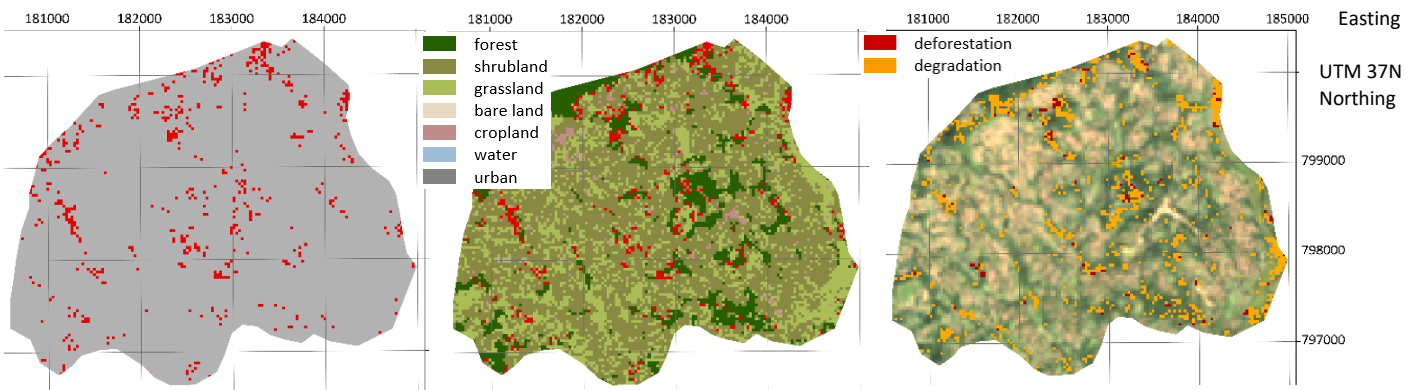 181000 182000 183000 184000
181000 182000 183000 184000
181000 182000 183000 184000 185000 Easting
forest
shrubland
grassland
bare land
cropland
water
urban
deforestation
degradation
UTM 37N
Northing
799000
798000
797000